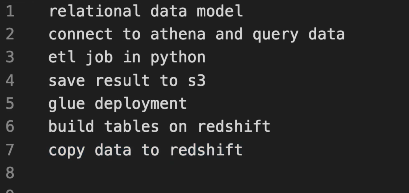 1 relational data model
2 connect to athena and query data
3 etl job in python
4 save result to s3
5 glue deployment
6 build tables on redshift
7 copy data to redshift
8